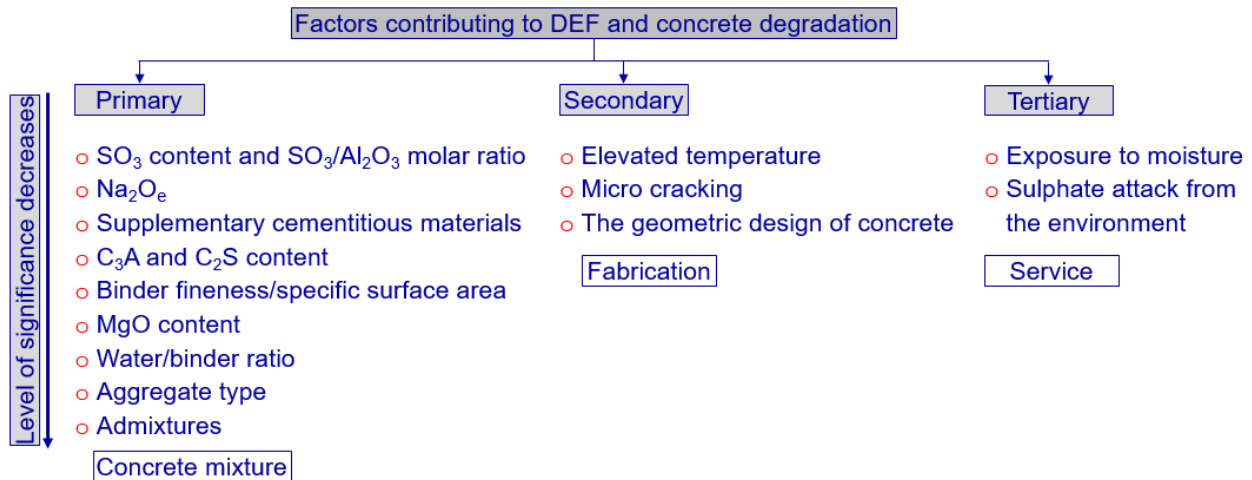 Factors contributing to DEF and concrete degradation
Level of significance decreases
Primary
o SO₃ content and SO₃/Al₂O₃ molar ratio
o Na₂Oₑ
o Supplementary cementitious materials
o C₃A and C₂S content
o Binder fineness/specific surface area
o MgO content
o Water/binder ratio
o Aggregate type
o Admixtures
Concrete mixture
Secondary
o Elevated temperature
o Micro cracking
o The geometric design of concrete
Fabrication
Tertiary
o Exposure to moisture
o Sulphate attack from
the environment
Service